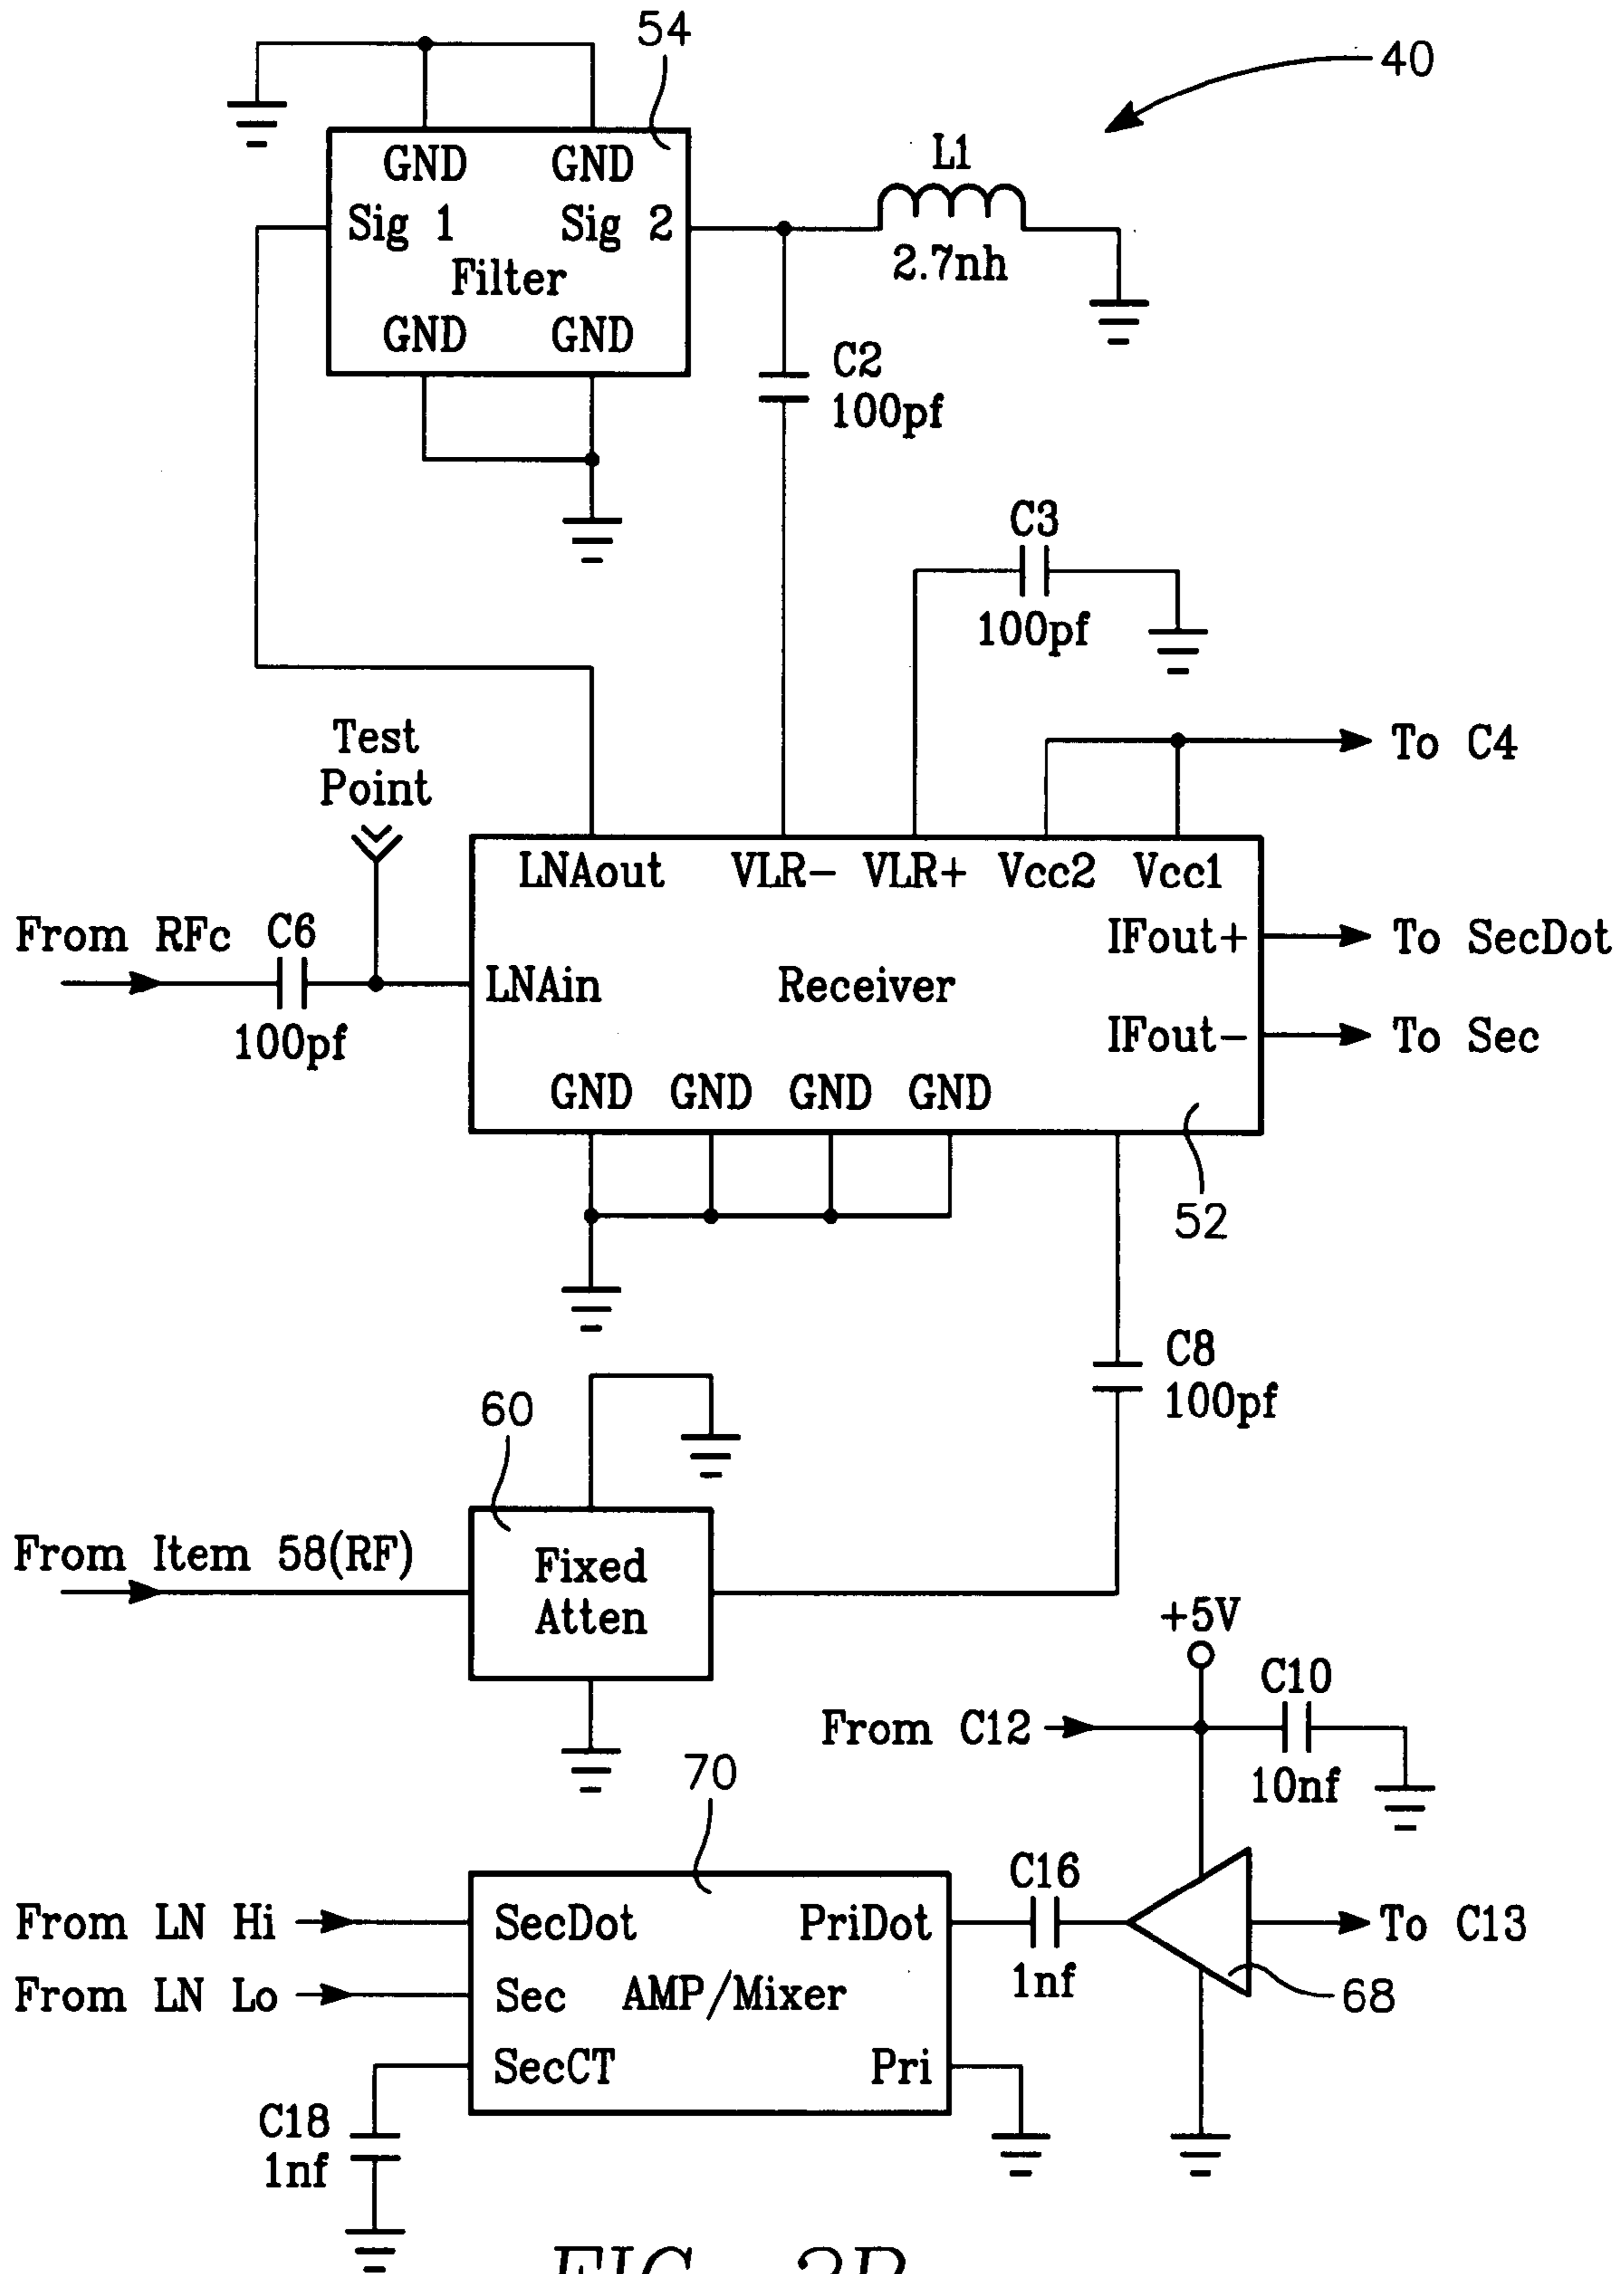 54
40
GND GND
L1
Sig 1 Sig 2
Filter
2.7nh
GND GND
C2
100pf
C3
100pf
Test
Point
To C4
LNAout VLR- VLR+ Vcc2 Vcc1
From RFc C6
IFout+ To SecDot
LNAin Receiver
100pf
IFout- To Sec
GND GND GND GND
52
C8
100pf
60
From Item 58(RF)
Fixed
Atten
+5V
C10
From C12
10nf
70
C16
From LN Hi SecDot PriDot To C13
1nf
From LN Lo Sec AMP/Mixer 68
SecCT Pri
C18
1nf